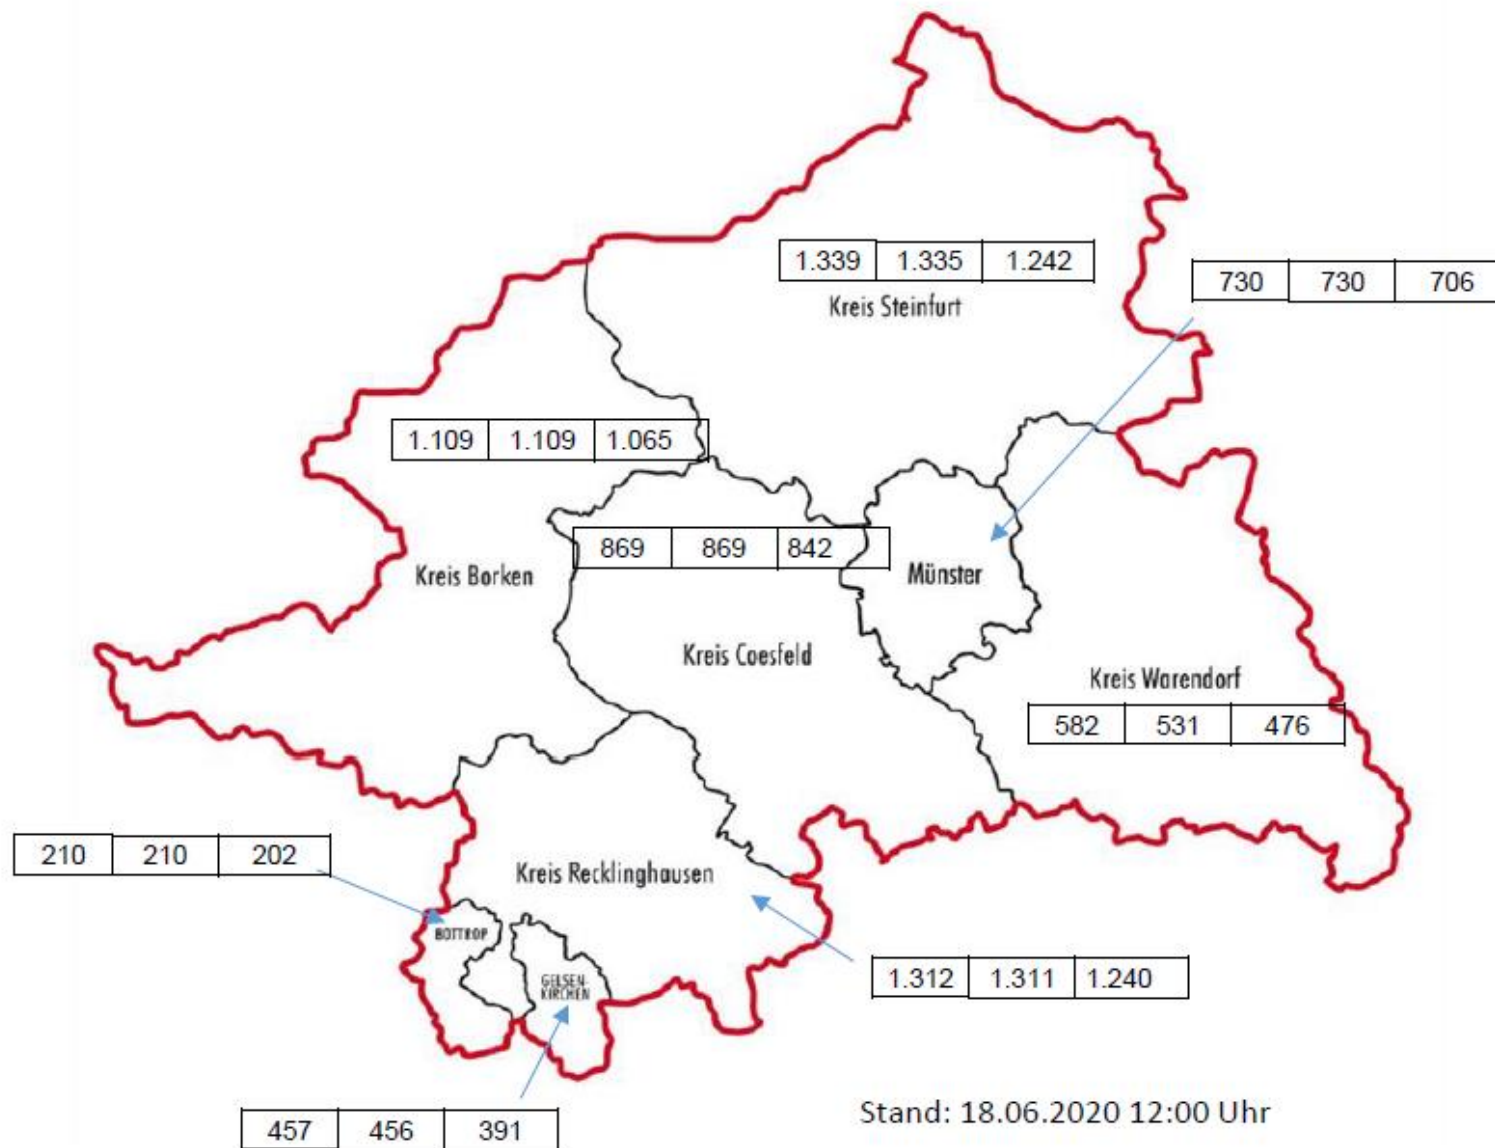 1.339 1.335 1.242
Kreis Steinfurt
730 730 706
1.109 1.109 1.065
Kreis Borken
869 869 842
Münster
Kreis Coesfeld
Kreis Warendorf
582 531 476
210 210 202
Kreis Recklinghausen
BOTTROP
GELSEN-
KIRCHEN
1.312 1.311 1.240
457 456 391
Stand: 18.06.2020 12:00 Uhr